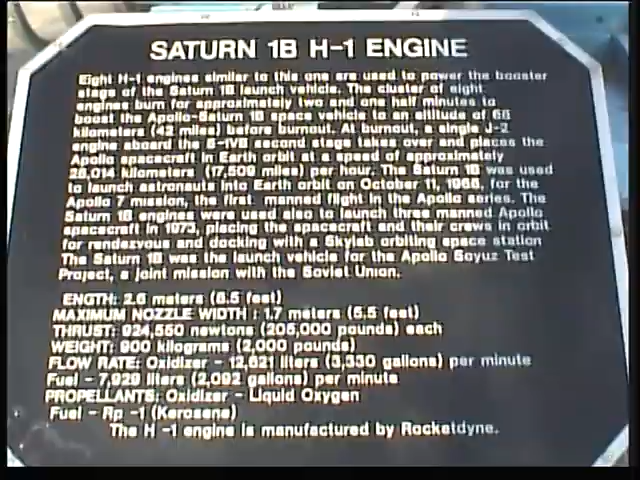 SATURN 1B H-1 ENGINE
Eight H-1 engines similar to this one are used to power the booster
stage of the Saturn 1B launch vehicle. The cluster of eight
engines burn for approximately two and one half minutes to
boost the Apollo-Saturn 1B space vehicle to an altitude of 68
kilometers (42 miles) before burnout. At burnout, a single J-2
engine aboard the S-IVB second stage takes over and places the
Apollo spacecraft in Earth orbit at a speed of approximately
28,014 kilometers (17,509 miles) per hour. The Saturn 1B was used
to launch astronauts into Earth orbit on October 11, 1968, for the
Apollo 7 mission, the first manned flight in the Apollo series. The
Saturn 1B engines were used also to launch three manned Apollo
spacecraft in 1973, placing the spacecraft and their crews in orbit
for rendezvous and docking with a Skylab orbiting space station
The Saturn 1B was the launch vehicle for the Apollo Soyuz Test
Project, a joint mission with the Soviet Union.
ENGTH: 2.6 meters (8.5 feet)
MAXIMUM NOZZLE WIDTH : 1.7 meters (5.5 feet)
THRUST: 924,550 newtons (205,000 pounds) each
WEIGHT: 900 kilograms (2,000 pounds)
FLOW RATE: Oxidizer - 12,621 liters (3,330 gallons) per minute
Fuel - 7,929 liters (2,092 gallons) per minute
PROPELLANTS: Oxidizer - Liquid Oxygen
Fuel - Rp -1 (Kerosene)
The H -1 engine is manufactured by Rocketdyne.